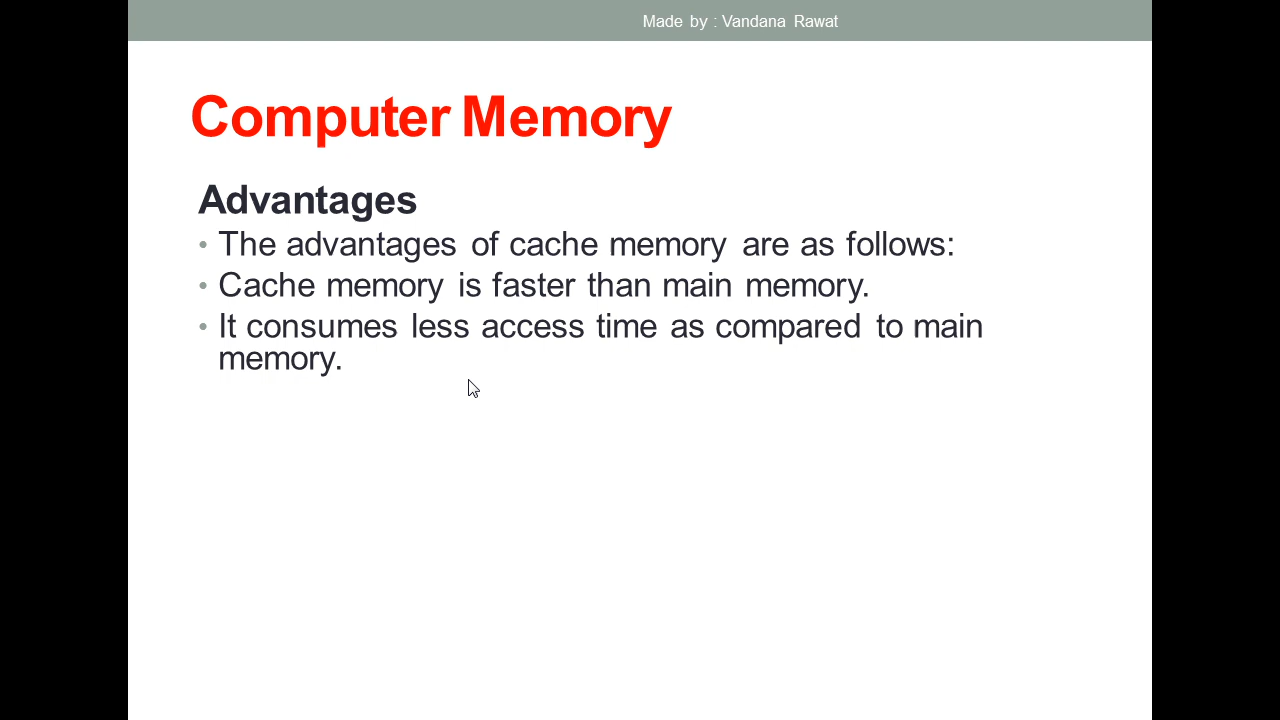 Made by : Vandana Rawat
Computer Memory
Advantages
• The advantages of cache memory are as follows:
• Cache memory is faster than main memory.
• It consumes less access time as compared to main
memory.